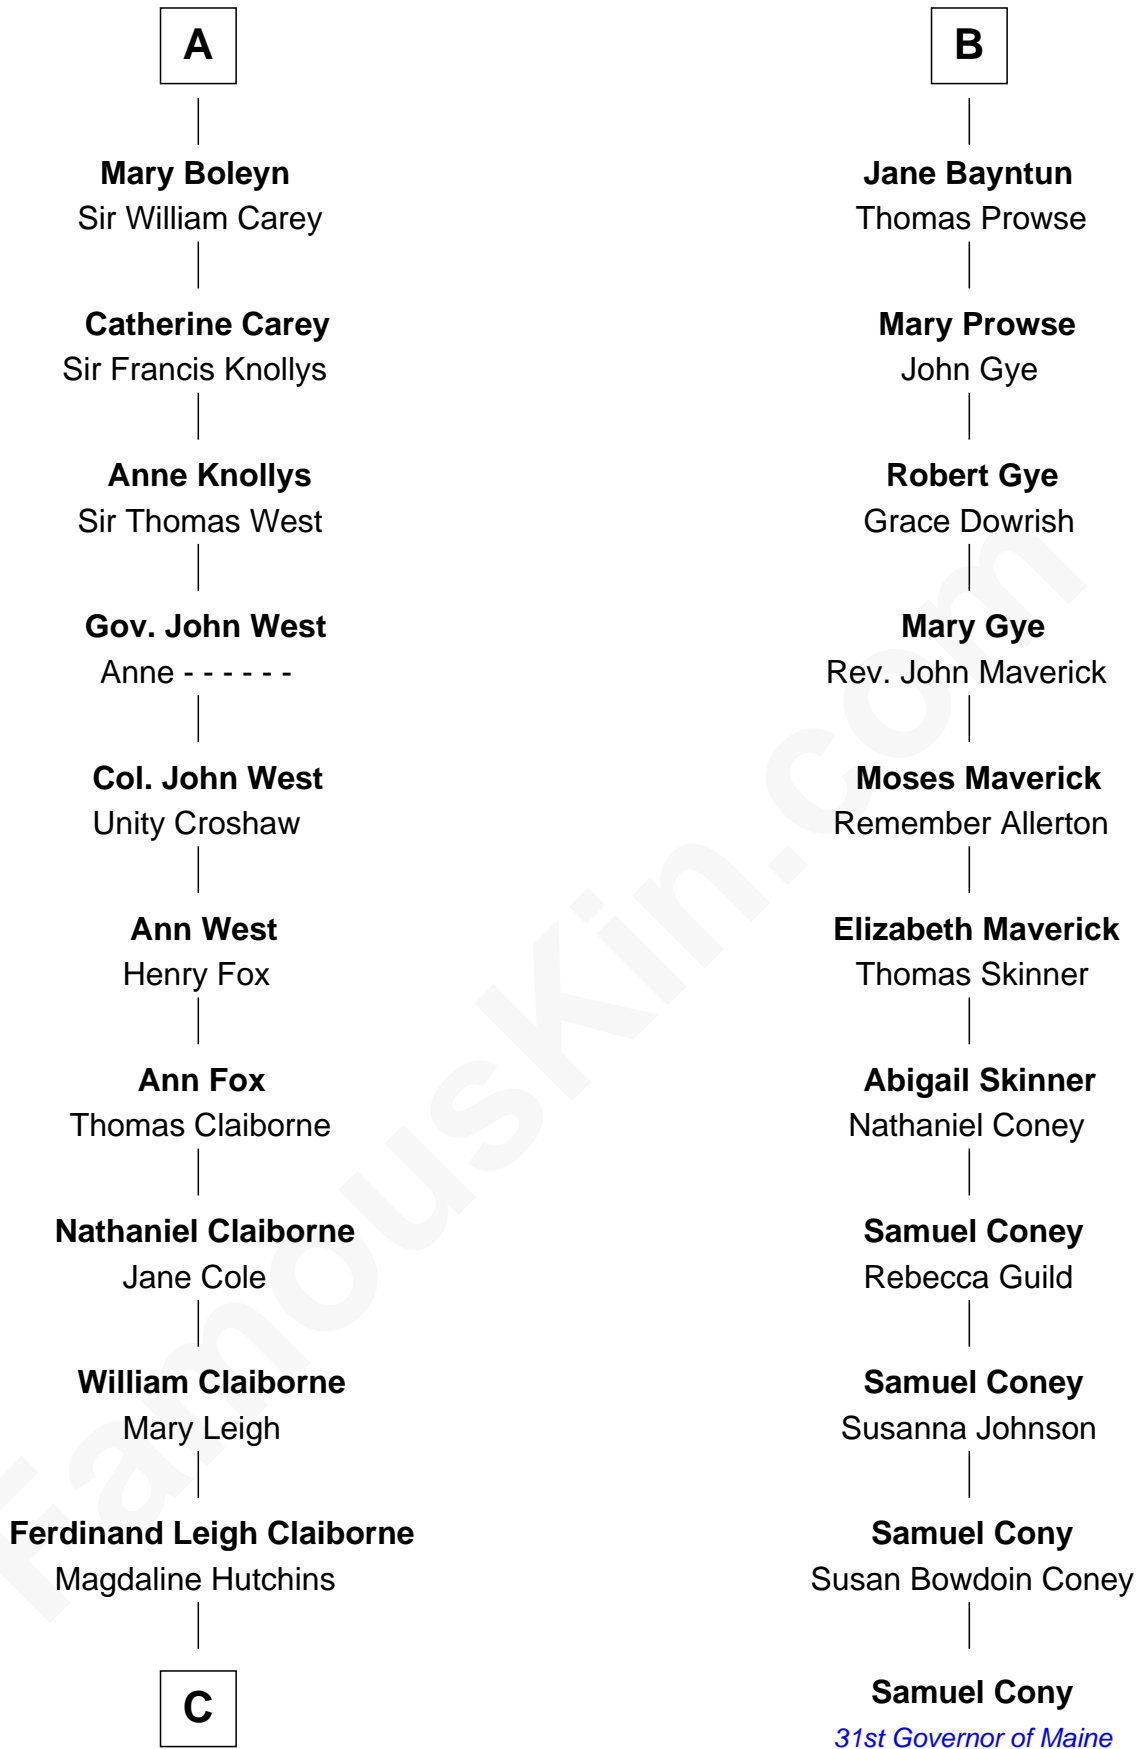 A
Mary Boleyn
Sir William Carey
Catherine Carey
Sir Francis Knollys
Anne Knollys
Sir Thomas West
Gov. John West
Anne - - - - - -
Col. John West
Unity Croshaw
Ann West
Henry Fox
Ann Fox
Thomas Claiborne
Nathaniel Claiborne
Jane Cole
William Claiborne
Mary Leigh
Ferdinand Leigh Claiborne
Magdaline Hutchins
C
B
Jane Bayntun
Thomas Prowse
Mary Prowse
John Gye
Robert Gye
Grace Dowrish
Mary Gye
Rev. John Maverick
Moses Maverick
Remember Allerton
Elizabeth Maverick
Thomas Skinner
Abigail Skinner
Nathaniel Coney
Samuel Coney
Rebecca Guild
Samuel Coney
Susanna Johnson
Samuel Cony
Susan Bowdoin Coney
Samuel Cony
31st Governor of Maine
FamousKin.com